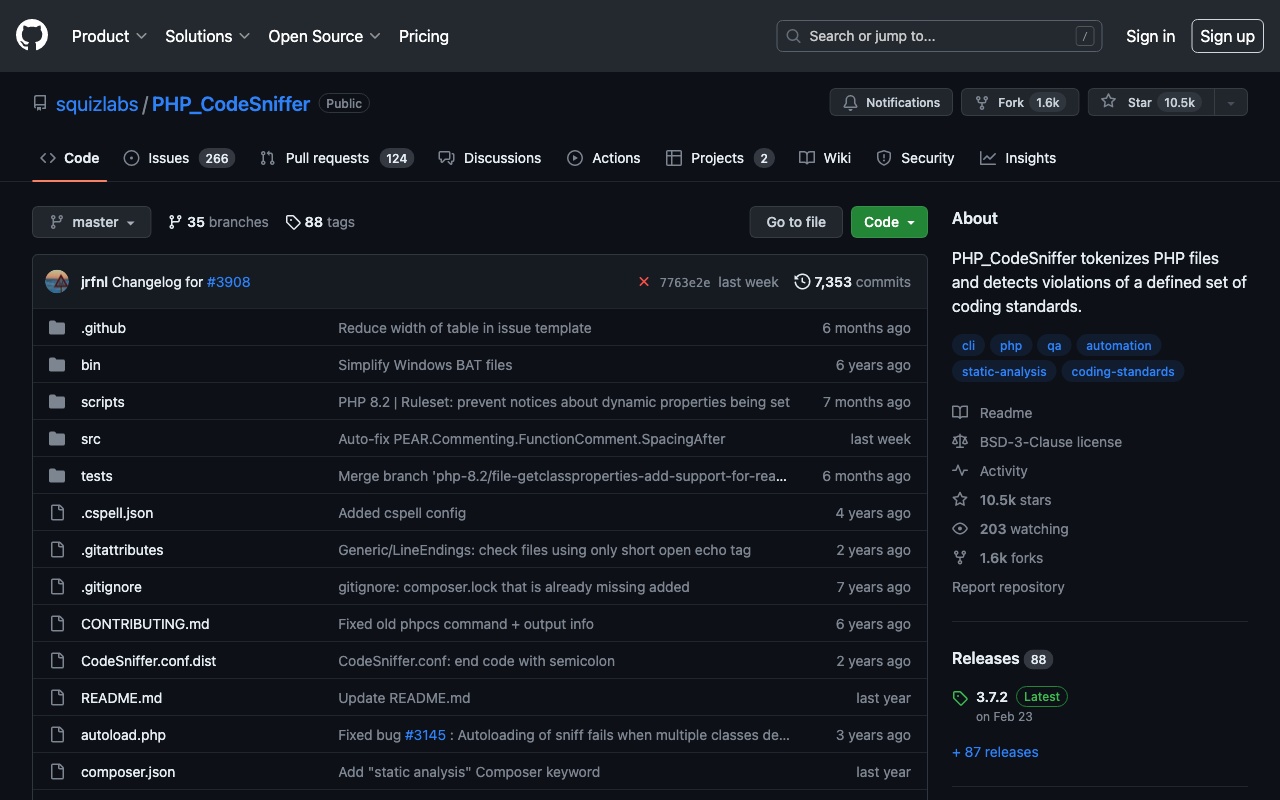 Product Solutions Open Source Pricing Search or jump to... / Sign in Sign up
squizlabs / PHP_CodeSniffer Public Notifications Fork 1.6k Star 10.5k
Code Issues 266 Pull requests 124 Discussions Actions Projects 2 Wiki Security Insights
master 35 branches 88 tags Go to file Code
jrfnl Changelog for #3908 7763e2e last week 7,353 commits
.github Reduce width of table in issue template 6 months ago
bin Simplify Windows BAT files 6 years ago
scripts PHP 8.2 | Ruleset: prevent notices about dynamic properties being set 7 months ago
src Auto-fix PEAR.Commenting.FunctionComment.SpacingAfter last week
tests Merge branch 'php-8.2/file-getclassproperties-add-support-for-rea... 6 months ago
.cspell.json Added cspell config 4 years ago
.gitattributes Generic/LineEndings: check files using only short open echo tag 2 years ago
.gitignore gitignore: composer.lock that is already missing added 7 years ago
CONTRIBUTING.md Fixed old phpcs command + output info 6 years ago
CodeSniffer.conf.dist CodeSniffer.conf: end code with semicolon 2 years ago
README.md Update README.md last year
autoload.php Fixed bug #3145 : Autoloading of sniff fails when multiple classes de... 3 years ago
composer.json Add "static analysis" Composer keyword last year
About
PHP_CodeSniffer tokenizes PHP files
and detects violations of a defined set of
coding standards.
cli php qa automation
static-analysis coding-standards
Readme
BSD-3-Clause license
Activity
10.5k stars
203 watching
1.6k forks
Report repository
Releases 88
3.7.2 Latest
on Feb 23
+ 87 releases